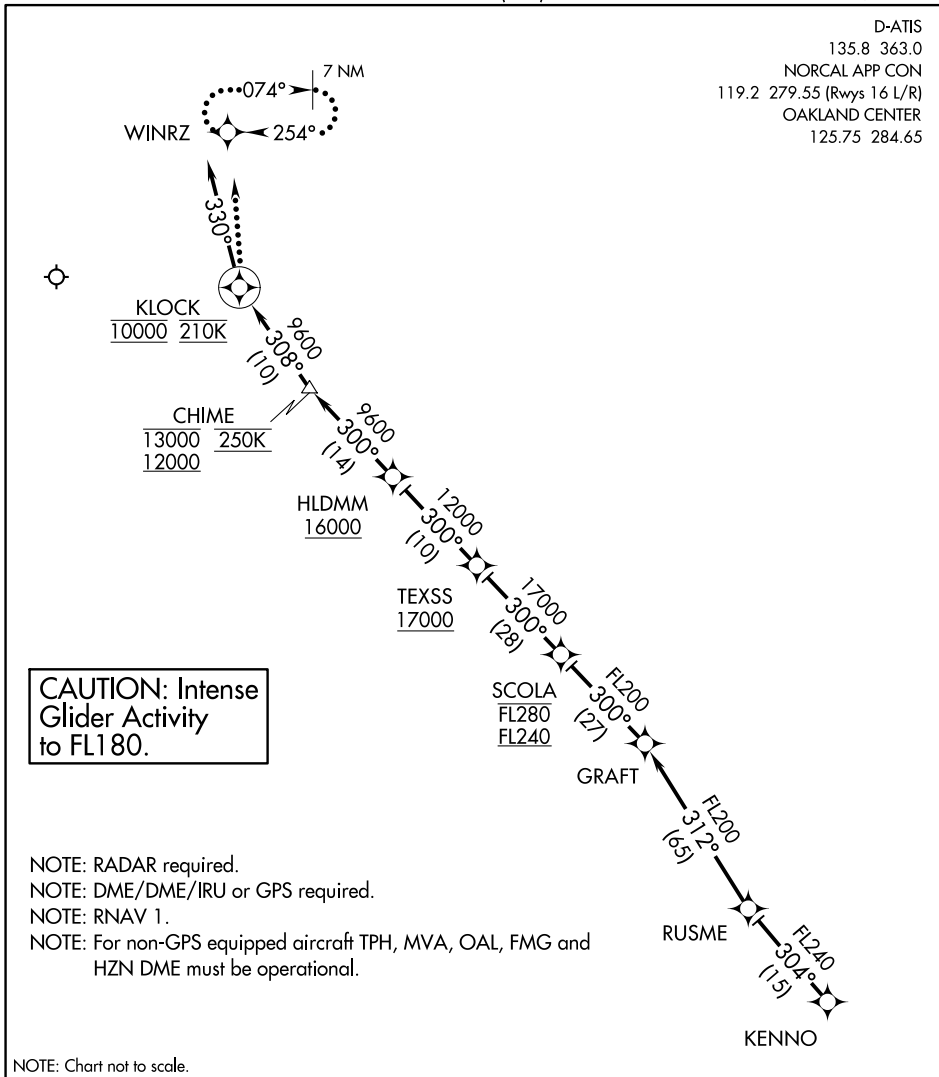 D-ATIS
135.8 363.0
NORCAL APP CON
119.2 279.55 (Rwys 16 L/R)
OAKLAND CENTER
125.75 284.65
7 NM
074°
WINRZ
254°
330°
KLOCK
10000 210K
9600
308°
(10)
CHIME
13000 250K
12000
9600
300°
(14)
HLDMM
16000
12000
300°
(10)
TEXSS
17000
17000
300°
(28)
SCOLA
FL280
FL240
FL200
300°
(27)
GRAFT
FL200
312°
(65)
RUSME
FL240
304°
(15)
KENNO
CAUTION: Intense
Glider Activity
to FL180.
NOTE: RADAR required.
NOTE: DME/DME/IRU or GPS required.
NOTE: RNAV 1.
NOTE: For non-GPS equipped aircraft TPH, MVA, OAL, FMG and
HZN DME must be operational.
NOTE: Chart not to scale.